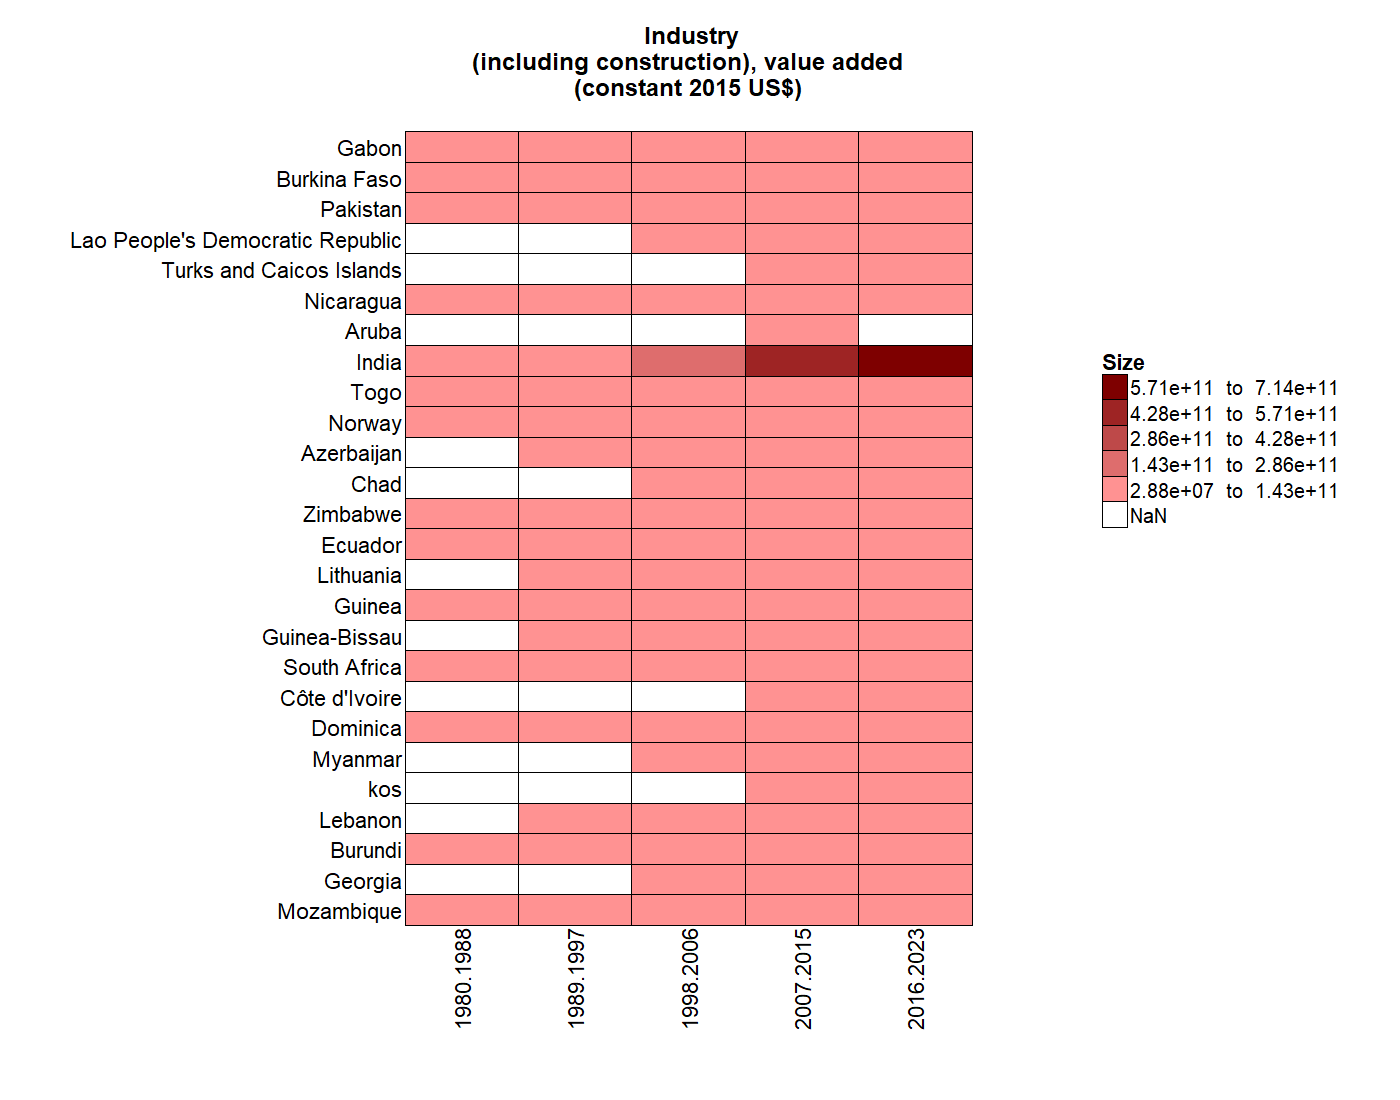 Industry
(including construction), value added
(constant 2015 US$)
Gabon
Burkina Faso
Pakistan
Lao People's Democratic Republic
Turks and Caicos Islands
Nicaragua
Aruba
India
Togo
Norway
Azerbaijan
Chad
Zimbabwe
Ecuador
Lithuania
Guinea
Guinea-Bissau
South Africa
Côte d'Ivoire
Dominica
Myanmar
kos
Lebanon
Burundi
Georgia
Mozambique
1980.1988
1989.1997
1998.2006
2007.2015
2016.2023
Size
5.71e+11 to 7.14e+11
4.28e+11 to 5.71e+11
2.86e+11 to 4.28e+11
1.43e+11 to 2.86e+11
2.88e+07 to 1.43e+11
NaN